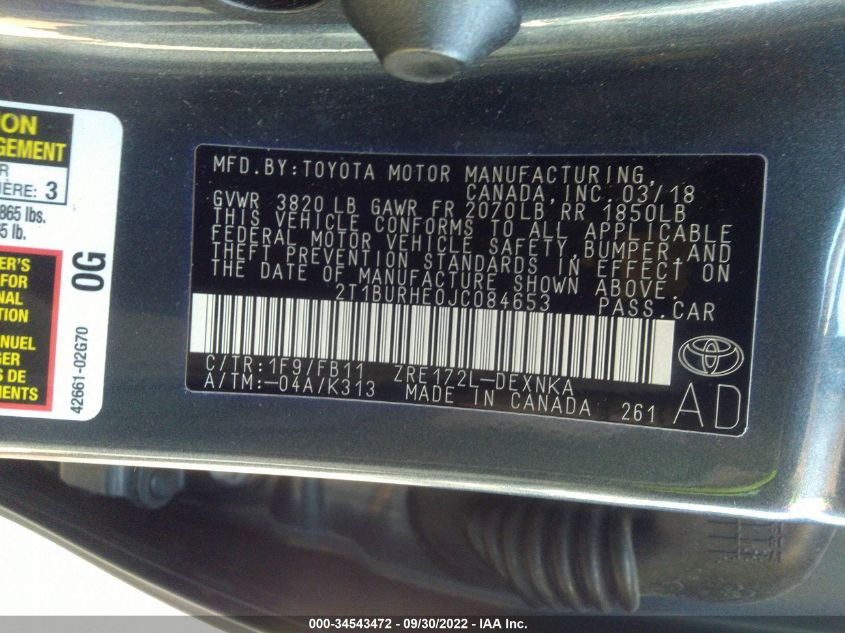 ION
GEMENT
R
IÈRE: 3
865 lbs.
5 lb.
ER'S
FOR
NAL
TION
NUEL
GER
S DE
MENTS
0G
42661-02G70
MFD.BY:TOYOTA MOTOR MANUFACTURING,
CANADA, INC. 03/18
GVWR 3820 LB GAWR FR 2070LB RR 1850LB
THIS VEHICLE CONFORMS TO ALL APPLICABLE
FEDERAL MOTOR VEHICLE SAFETY, BUMPER, AND
THEFT PREVENTION STANDARDS IN EFFECT ON
THE DATE OF MANUFACTURE SHOWN ABOVE.
2T1BURHE0JC084653 PASS.CAR
C/TR:1F9/FB11 ZRE172L-DEXNKA
A/TM:-04A/K313 MADE IN CANADA 261
AD
000-34543472 - 09/30/2022 - IAA Inc.